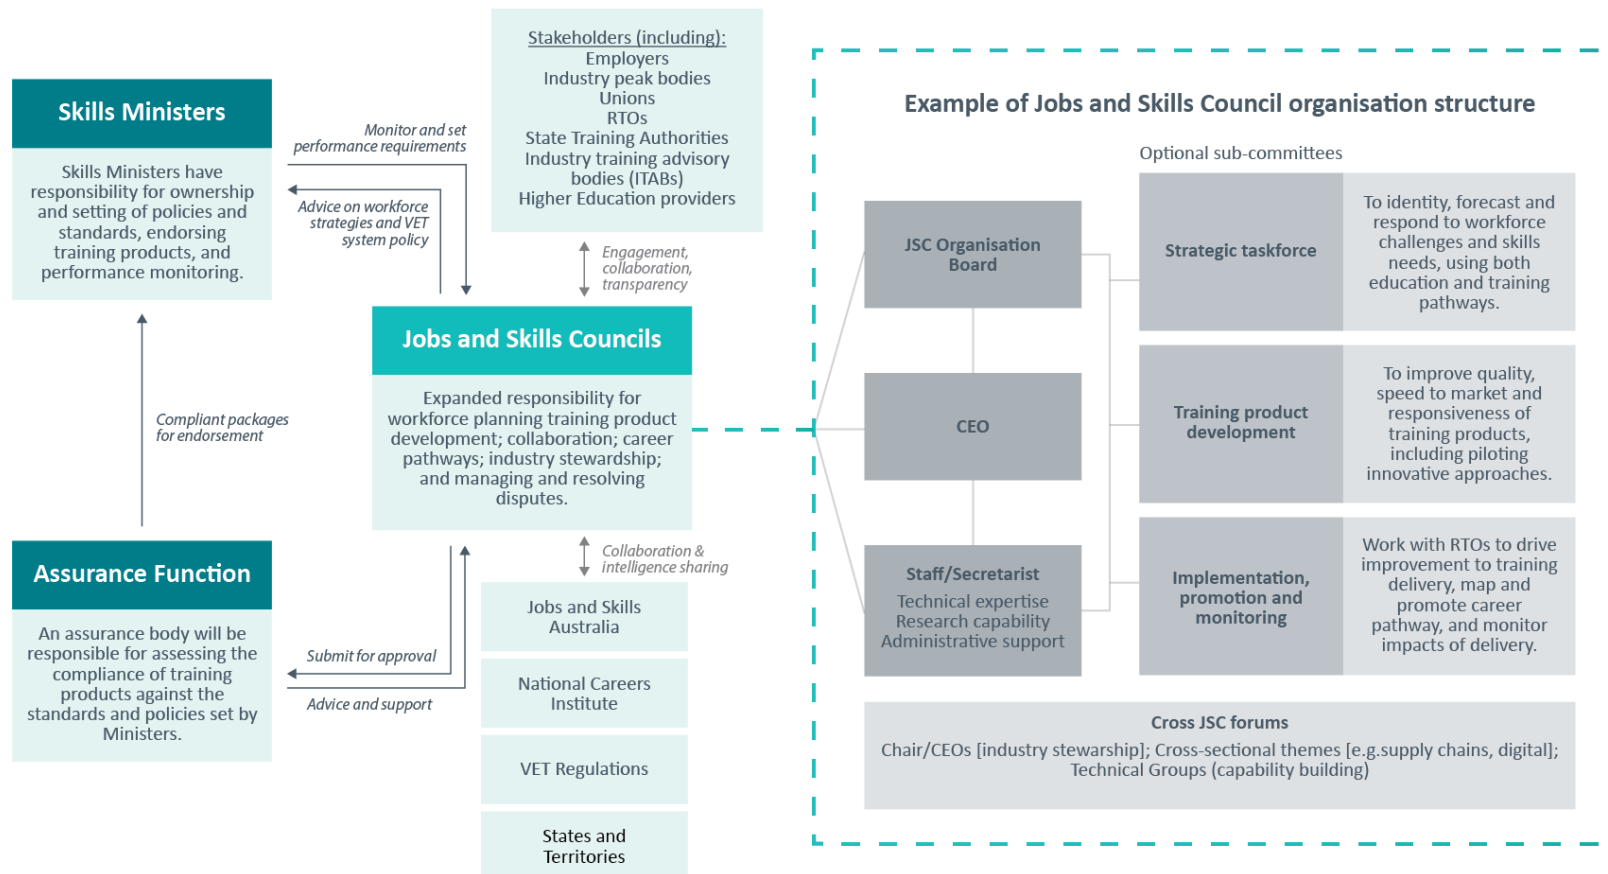 Skills Ministers
Skills Ministers have
responsibility for ownership
and setting of policies and
standards, endorsing
training products, and
performance monitoring.
Monitor and set
performance requirements
Advice on workforce
strategies and VET
system policy
Stakeholders (including):
Employers
Industry peak bodies
Unions
RTOs
State Training Authorities
Industry training advisory
bodies (ITABs)
Higher Education providers
Engagement,
collaboration,
transparency
Jobs and Skills Councils
Expanded responsibility for
workforce planning training product
development; collaboration; career
pathways; industry stewardship;
and managing and resolving
disputes.
Compliant packages
for endorsement
Assurance Function
An assurance body will be
responsible for assessing the
compliance of training
products against the
standards and policies set by
Ministers.
Submit for approval
Advice and support
Collaboration &
intelligence sharing
Jobs and Skills
Australia
National Careers
Institute
VET Regulations
States and
Territories
Example of Jobs and Skills Council organisation structure
Optional sub-committees
JSC Organisation
Board
CEO
Staff/Secretarist
Technical expertise
Research capability
Administrative support
Strategic taskforce
To identity, forecast and
respond to workforce
challenges and skills
needs, using both
education and training
pathways.
Training product
development
To improve quality,
speed to market and
responsiveness of
training products,
including piloting
innovative approaches.
Implementation,
promotion and
monitoring
Work with RTOs to drive
improvement to training
delivery, map and
promote career
pathway, and monitor
impacts of delivery.
Cross JSC forums
Chair/CEOs [industry stewarship]; Cross-sectional themes [e.g.supply chains, digital];
Technical Groups (capability building)